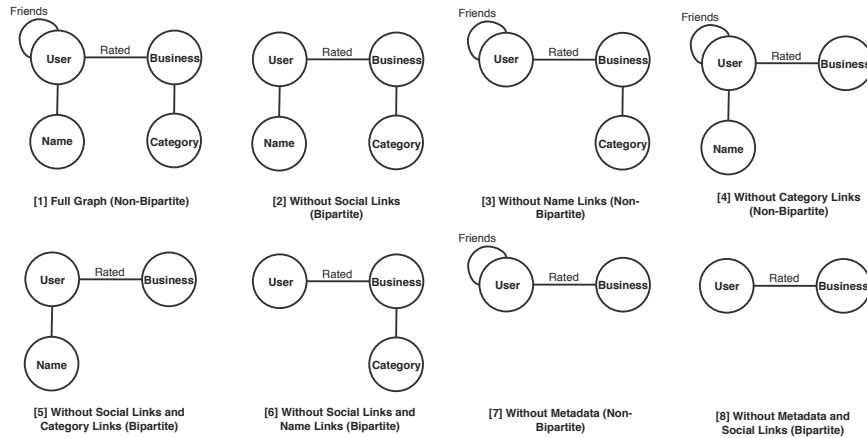 Friends
User
Rated
Business
Name
Category
[1] Full Graph (Non-Bipartite)
User
Rated
Business
Name
Category
[2] Without Social Links
(Bipartite)
Friends
User
Rated
Business
Category
[3] Without Name Links (Non-
Bipartite)
Friends
User
Rated
Business
Name
[4] Without Category Links
(Non-Bipartite)
User
Rated
Business
Name
[5] Without Social Links and
Category Links (Bipartite)
User
Rated
Business
Category
[6] Without Social Links and
Name Links (Bipartite)
Friends
User
Rated
Business
[7] Without Metadata (Non-
Bipartite)
User
Rated
Business
[8] Without Metadata and
Social Links (Bipartite)